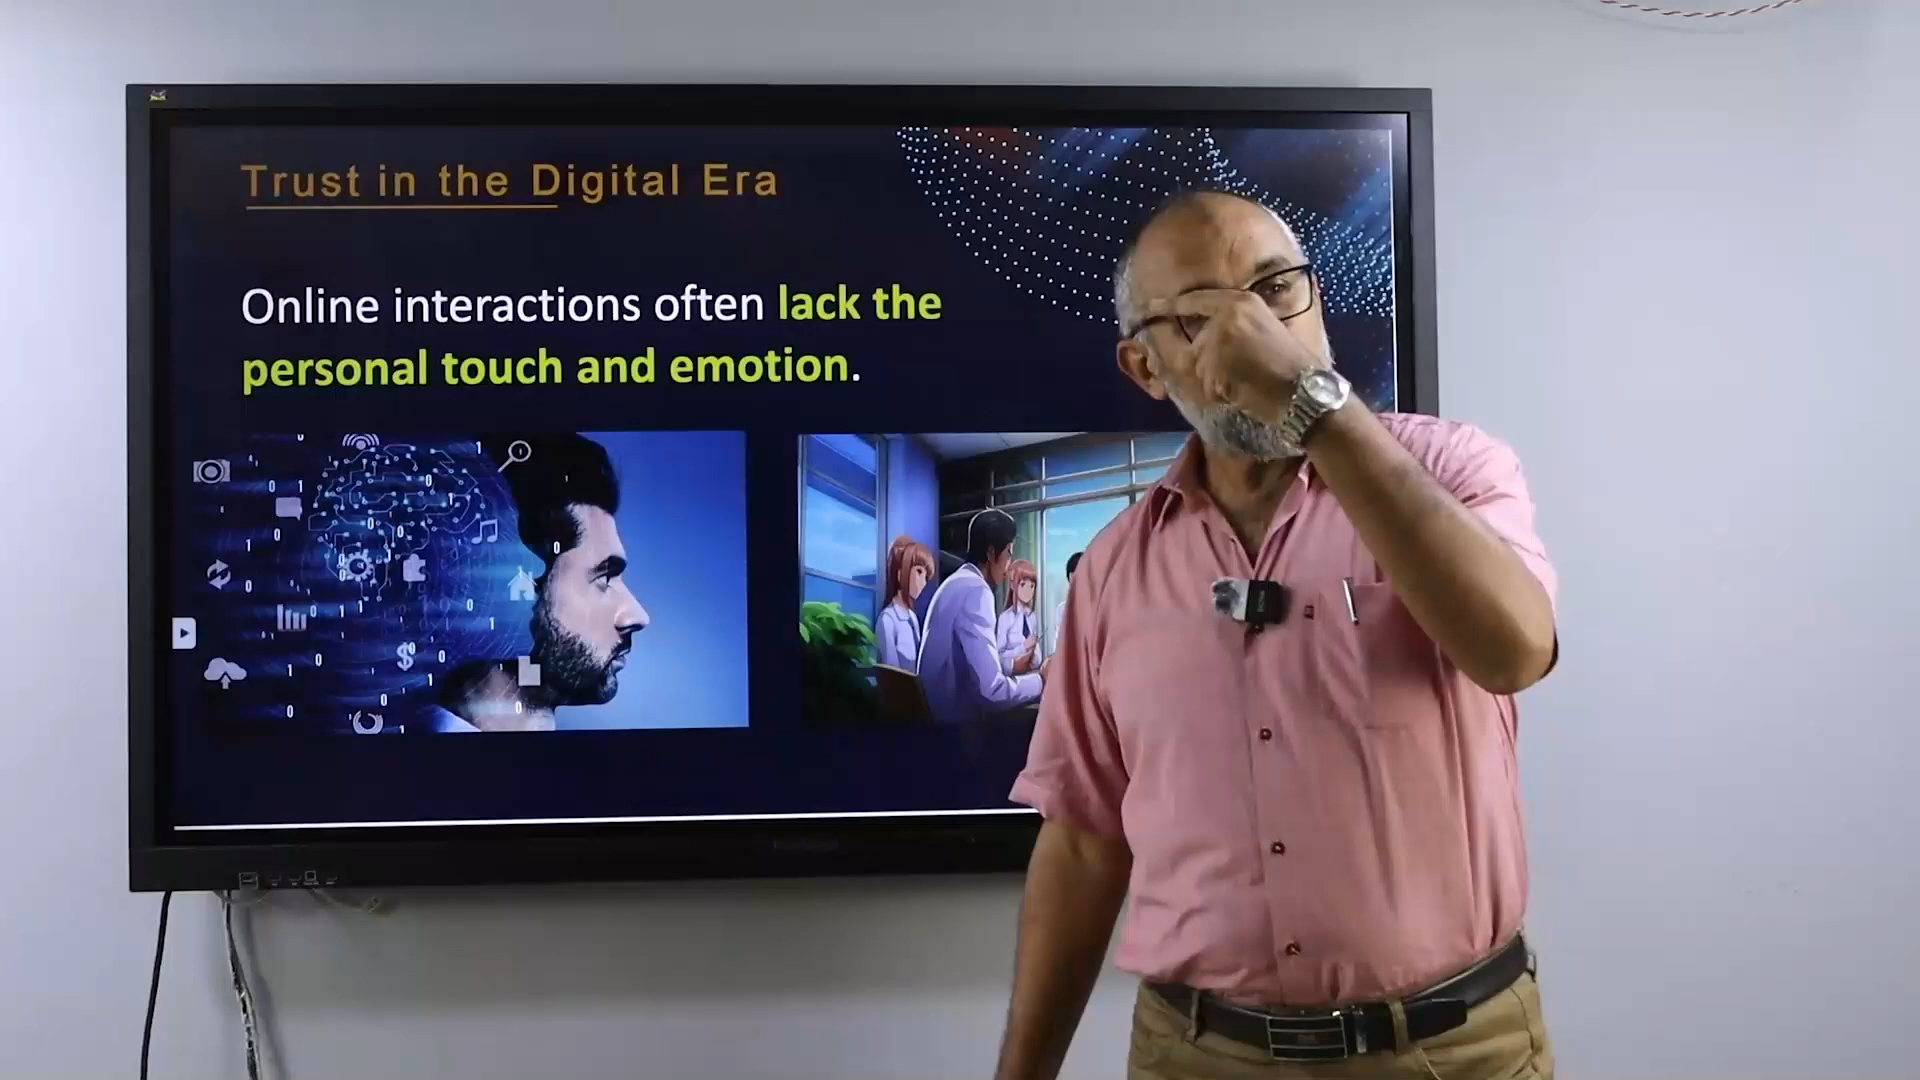 Trust in the Digital Era
Online interactions often lack the
personal touch and emotion.